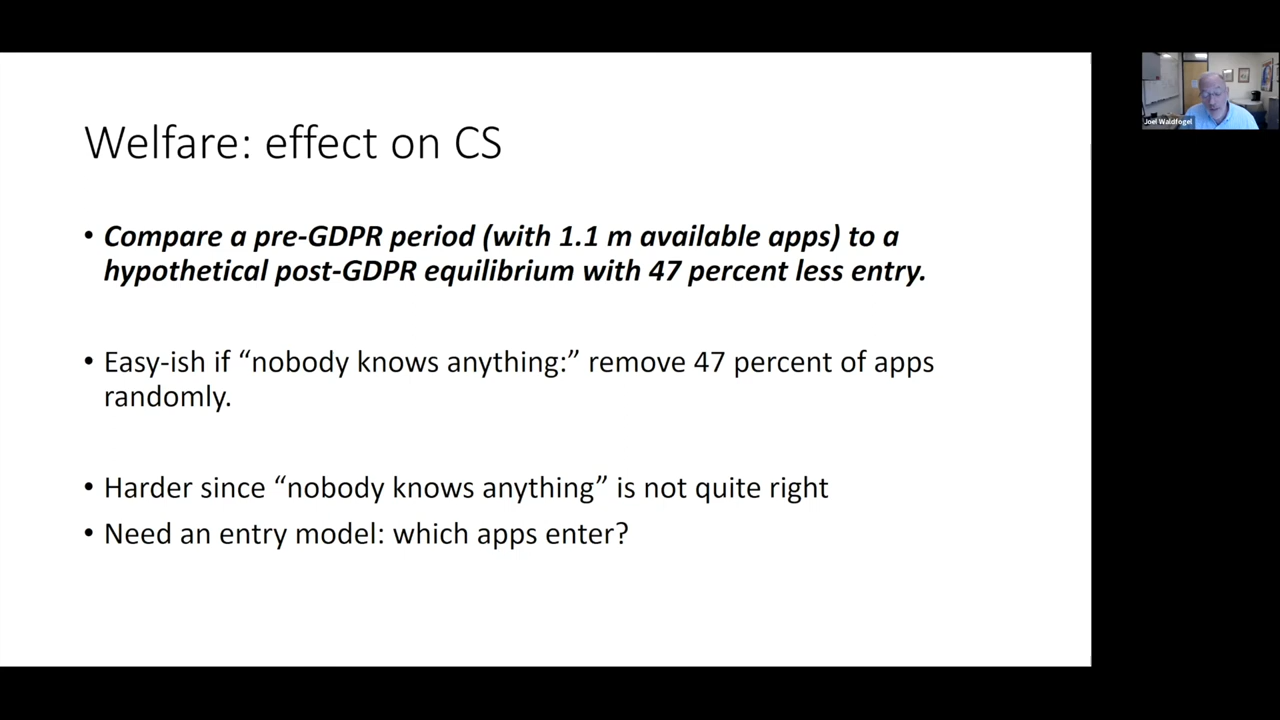 Welfare: effect on CS
• Compare a pre-GDPR period (with 1.1 m available apps) to a
hypothetical post-GDPR equilibrium with 47 percent less entry.
• Easy-ish if “nobody knows anything:” remove 47 percent of apps
randomly.
• Harder since “nobody knows anything” is not quite right
• Need an entry model: which apps enter?
Joel Waldfogel